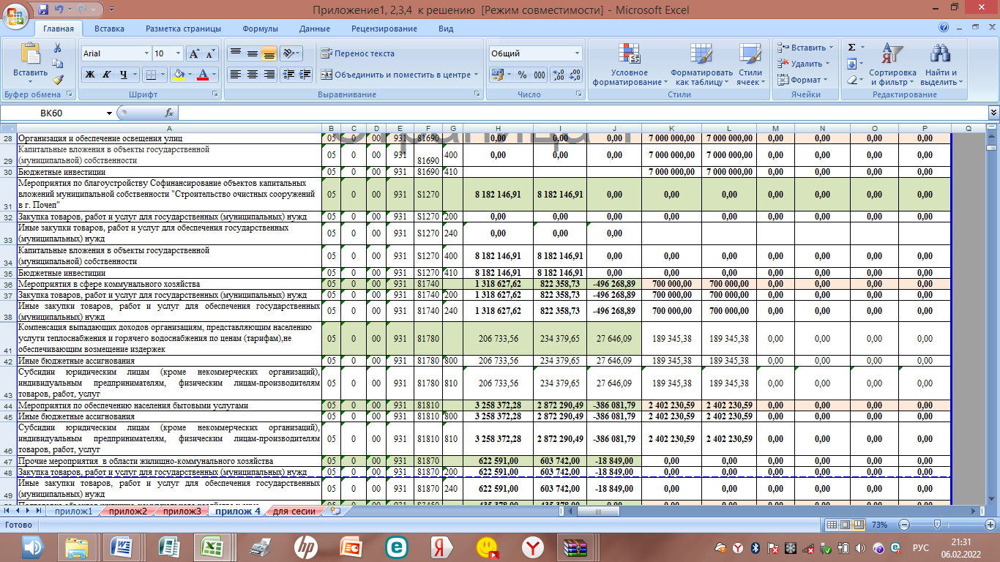 Приложение1, 2,3,4 к решению [Режим совместимости] - Microsoft Excel
Главная Вставка Разметка страницы Формулы Данные Рецензирование Вид
Arial 10 Перенос текста Общий Вставить Σ
Вставить Ж К Ч Объединить и поместить в центре % 000 Условное форматирование Форматировать как таблицу Стили ячеек Удалить Сортировка и фильтр Найти и выделить
Формат
Буфер обмена Шрифт Выравнивание Число Стили Ячейки Редактирование
BK60 fx
A B C D E F G H I J K L M N O P Q
28 Организация и обеспечение освещения улиц 05 0 00 931 81690 0,00 0,00 0,00 7 000 000,00 7 000 000,00 0,00 0,00 0,00 0,00
Капитальные вложения в объекты государственной
29 (муниципальной) собственности 05 0 00 931 81690 400 0,00 0,00 0,00 7 000 000,00 7 000 000,00 0,00 0,00 0,00 0,00
30 Бюджетные инвестиции 05 0 00 931 81690 410 7 000 000,00 7 000 000,00 0,00 0,00 0,00 0,00
Мероприятия по благоустройству Софинансирование объектов капитальных
вложений муниципальной собственности "Строительство очистных сооружений 05 0 00 931 S1270 8 182 146,91 8 182 146,91 0,00 0,00 0,00 0,00 0,00 0,00 0,00
31 в г. Почеп"
32 Закупка товаров, работ и услуг для государственных (муниципальных) нужд 05 0 00 931 S1270 200 0,00 0,00 0,00 0,00 0,00 0,00 0,00 0,00 0,00
Иные закупки товаров, работ и услуг для обеспечения государственных
33 (муниципальных) нужд 05 0 00 931 S1270 240 0,00 0,00 0,00
Капитальные вложения в объекты государственной
34 (муниципальной) собственности 05 0 00 931 S1270 400 8 182 146,91 8 182 146,91 0,00 0,00 0,00 0,00 0,00 0,00 0,00
35 Бюджетные инвестиции 05 0 00 931 S1270 410 8 182 146,91 8 182 146,91 0,00 0,00 0,00 0,00 0,00 0,00 0,00
36 Мероприятия в сфере коммунального хозяйства 05 0 00 931 81740 1 318 627,62 822 358,73 -496 268,89 700 000,00 700 000,00 0,00 0,00 0,00 0,00
37 Закупка товаров, работ и услуг для государственных (муниципальных) нужд 05 0 00 931 81740 200 1 318 627,62 822 358,73 -496 268,89 700 000,00 700 000,00 0,00 0,00 0,00 0,00
Иные закупки товаров, работ и услуг для обеспечения государственных
38 (муниципальных) нужд 05 0 00 931 81740 240 1 318 627,62 822 358,73 -496 268,89 700 000,00 700 000,00 0,00 0,00 0,00 0,00
Компенсация выпадающих доходов организациям, представляющим населению
услуги теплоснабжения и горячего водоснабжения по ценам (тарифам),не 05 0 00 931 81780 206 733,56 234 379,65 27 646,09 189 345,38 189 345,38 0,00 0,00 0,00 0,00
41 обеспечивающим возмещение издержек
42 Иные бюджетные ассигнования 05 0 00 931 81780 800 206 733,56 234 379,65 27 646,09 189 345,38 189 345,38 0,00 0,00 0,00 0,00
Субсидии юридическим лицам (кроме некоммерческих организаций),
индивидуальным предпринимателям, физическим лицам-производителям 05 0 00 931 81780 810 206 733,56 234 379,65 27 646,09 189 345,38 189 345,38 0,00 0,00 0,00 0,00
43 товаров, работ, услуг
44 Мероприятия по обеспечению населения бытовыми услугами 05 0 00 931 81810 3 258 372,28 2 872 290,49 -386 081,79 2 402 230,59 2 402 230,59 0,00 0,00 0,00 0,00
45 Иные бюджетные ассигнования 05 0 00 931 81810 800 3 258 372,28 2 872 290,49 -386 081,79 2 402 230,59 2 402 230,59 0,00 0,00 0,00 0,00
Субсидии юридическим лицам (кроме некоммерческих организаций),
индивидуальным предпринимателям, физическим лицам-производителям 05 0 00 931 81810 810 3 258 372,28 2 872 290,49 -386 081,79 2 402 230,59 2 402 230,59 0,00 0,00 0,00 0,00
46 товаров, работ, услуг
47 Прочие мероприятия в области жилищно-коммунального хозяйства 05 0 00 931 81870 622 591,00 603 742,00 -18 849,00 0,00 0,00 0,00 0,00 0,00 0,00
48 Закупка товаров, работ и услуг для государственных (муниципальных) нужд 05 0 00 931 81870 200 622 591,00 603 742,00 -18 849,00 0,00 0,00 0,00 0,00 0,00 0,00
Иные закупки товаров, работ и услуг для обеспечения государственных
49 (муниципальных) нужд 05 0 00 931 81870 240 622 591,00 603 742,00 -18 849,00 0,00 0,00 0,00 0,00 0,00 0,00
прилож1 прилож2 прилож3 прилож 4 для сесии
Готово 73%
РУС 21:31
06.02.2022